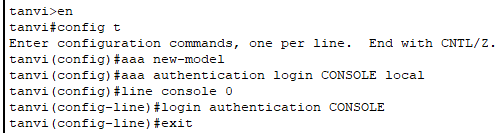 tanvi>en
tanvi#config t
Enter configuration commands, one per line.  End with CNTL/Z.
tanvi(config)#aaa new-model
tanvi(config)#aaa authentication login CONSOLE local
tanvi(config)#line console 0
tanvi(config-line)#login authentication CONSOLE
tanvi(config-line)#exit